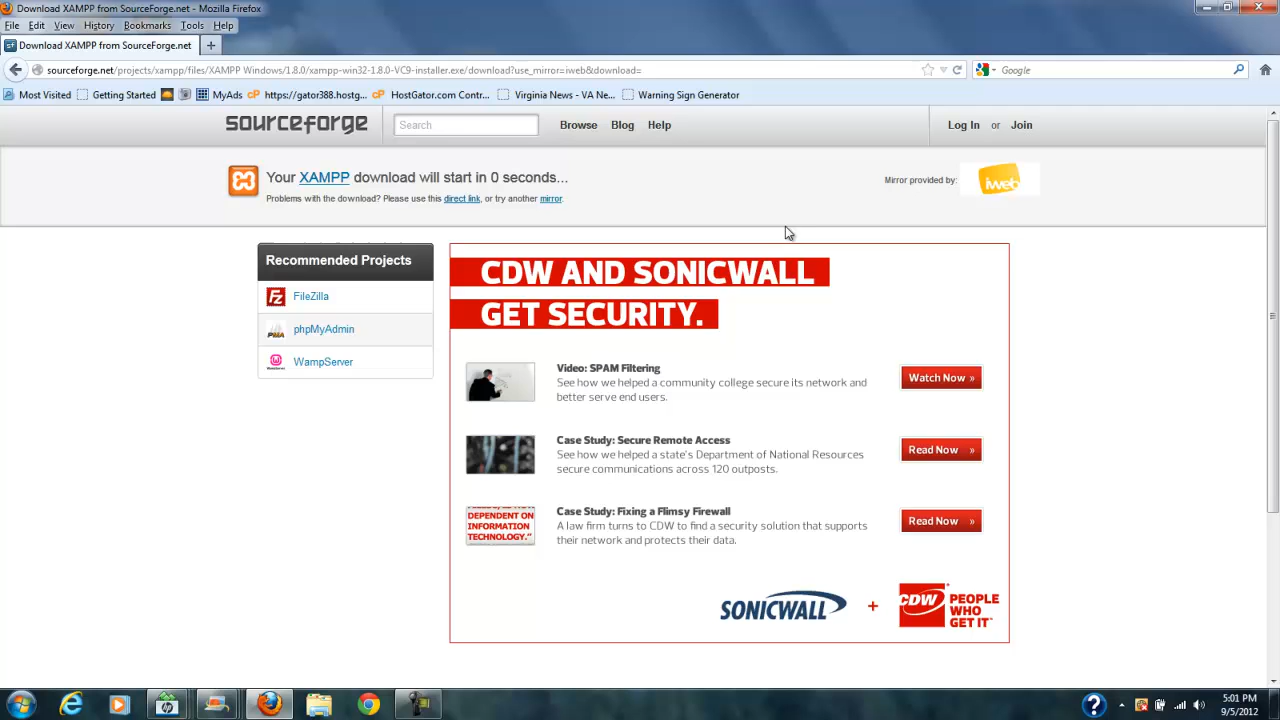 Download XAMPP from SourceForge.net - Mozilla Firefox
File Edit View History Bookmarks Tools Help
Download XAMPP from SourceForge.net
sourceforge.net/projects/xampp/files/XAMPP Windows/1.8.0/xampp-win32-1.8.0-VC9-installer.exe/download?use_mirror=iweb&download=
Google
Most Visited Getting Started MyAds cP https://gator388.hostg... cP HostGator.com Contr... Virginia News - VA Ne... Warning Sign Generator
sourceforge Search Browse Blog Help Log In or Join
Your XAMPP download will start in 0 seconds...
Problems with the download? Please use this direct link, or try another mirror.
Mirror provided by: iweb
Recommended Projects
FileZilla
phpMyAdmin
WampServer
CDW AND SONICWALL
GET SECURITY.
Video: SPAM Filtering
See how we helped a community college secure its network and
better serve end users.
Watch Now »
Case Study: Secure Remote Access
See how we helped a state's Department of National Resources
secure communications across 120 outposts.
Read Now »
DEPENDENT ON
INFORMATION
TECHNOLOGY."
Case Study: Fixing a Flimsy Firewall
A law firm turns to CDW to find a security solution that supports
their network and protects their data.
Read Now »
SONICWALL + CDW PEOPLE
WHO
GET IT
5:01 PM
9/5/2012